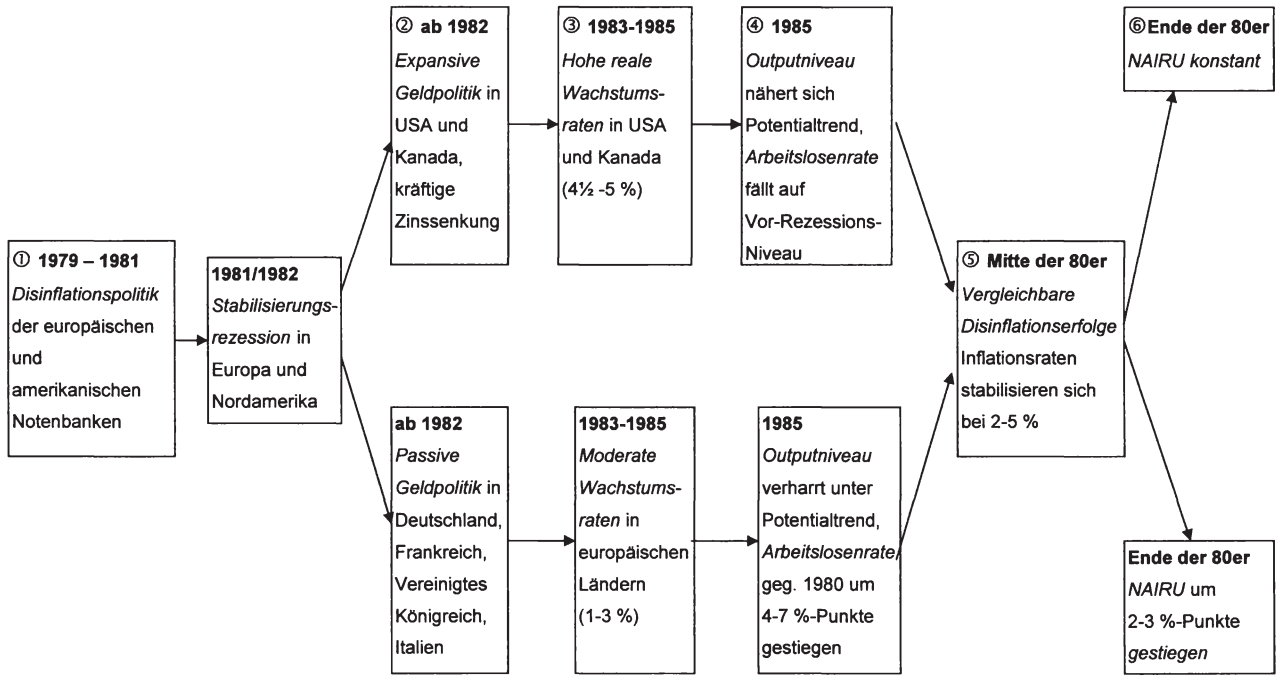 ① 1979 – 1981
Disinflationspolitik
der europäischen
und
amerikanischen
Notenbanken
1981/1982
Stabilisierungs-
rezession in
Europa und
Nordamerika
② ab 1982
Expansive
Geldpolitik in
USA und
Kanada,
kräftige
Zinssenkung
③ 1983-1985
Hohe reale
Wachstums-
raten in USA
und Kanada
(4½ -5 %)
④ 1985
Outputniveau
nähert sich
Potentialtrend,
Arbeitslosenrate
fällt auf
Vor-Rezessions-
Niveau
ab 1982
Passive
Geldpolitik in
Deutschland,
Frankreich,
Vereinigtes
Königreich,
Italien
1983-1985
Moderate
Wachstums-
raten in
europäischen
Ländern
(1-3 %)
1985
Outputniveau
verharrt unter
Potentialtrend,
Arbeitslosenrate
geg. 1980 um
4-7 %-Punkte
gestiegen
⑤ Mitte der 80er
Vergleichbare
Disinflationserfolge
Inflationsraten
stabilisieren sich
bei 2-5 %
⑥Ende der 80er
NAIRU konstant
Ende der 80er
NAIRU um
2-3 %-Punkte
gestiegen